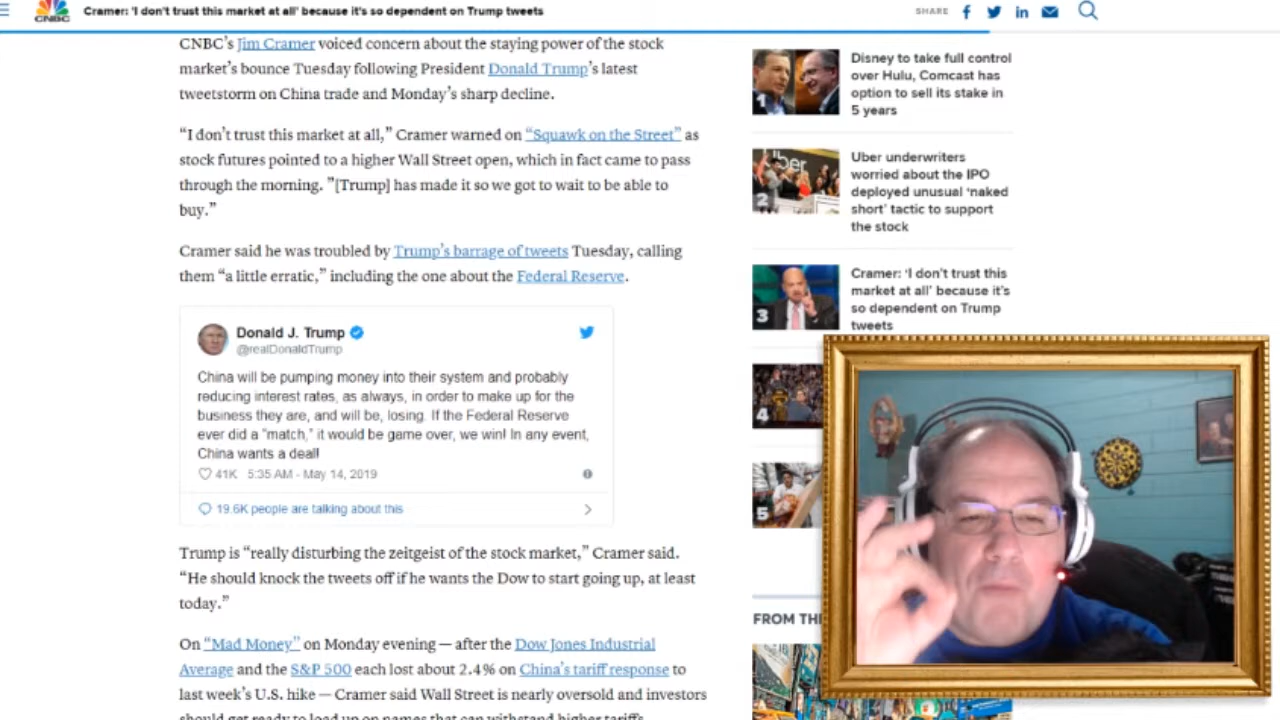 CNBC
Cramer: 'I don't trust this market at all' because it's so dependent on Trump tweets
SHARE
CNBC's Jim Cramer voiced concern about the staying power of the stock
market's bounce Tuesday following President Donald Trump's latest
tweetstorm on China trade and Monday's sharp decline.
"I don't trust this market at all," Cramer warned on "Squawk on the Street" as
stock futures pointed to a higher Wall Street open, which in fact came to pass
through the morning. "[Trump] has made it so we got to wait to be able to
buy."
Cramer said he was troubled by Trump's barrage of tweets Tuesday, calling
them "a little erratic," including the one about the Federal Reserve.
Donald J. Trump
@realDonaldTrump
China will be pumping money into their system and probably
reducing interest rates, as always, in order to make up for the
business they are, and will be, losing. If the Federal Reserve
ever did a "match," it would be game over, we win! In any event,
China wants a deal!
41K 5:35 AM - May 14, 2019
19.6K people are talking about this
Trump is "really disturbing the zeitgeist of the stock market," Cramer said.
"He should knock the tweets off if he wants the Dow to start going up, at least
today."
On "Mad Money" on Monday evening — after the Dow Jones Industrial
Average and the S&P 500 each lost about 2.4% on China's tariff response to
last week's U.S. hike — Cramer said Wall Street is nearly oversold and investors
should get ready to load up on names that can withstand higher tariffs
1
Disney to take full control
over Hulu, Comcast has
option to sell its stake in
5 years
2
Uber underwriters
worried about the IPO
deployed unusual 'naked
short' tactic to support
the stock
3
Cramer: 'I don't trust this
market at all' because it's
so dependent on Trump
tweets
4
5
FROM TH